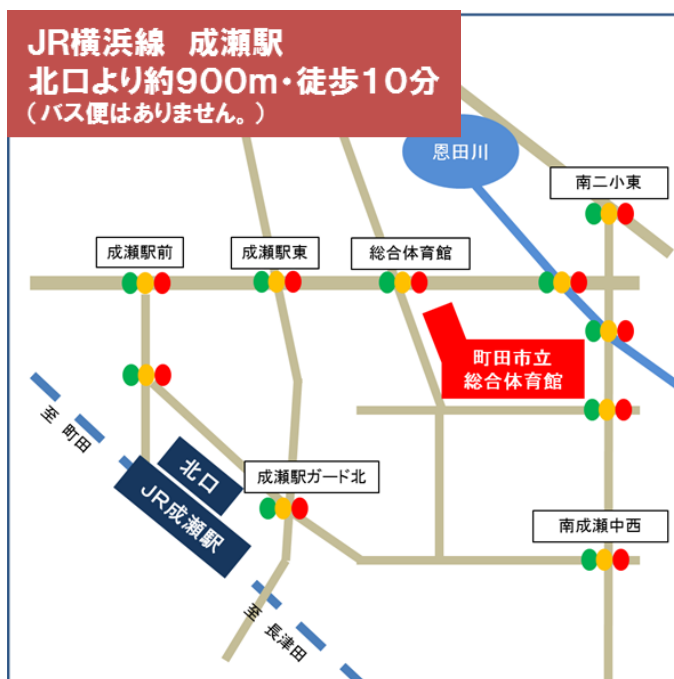 JR横浜線　成瀬駅
北口より約900m・徒歩10分
（バス便はありません。）
恩田川
南二小東
成瀬駅前
成瀬駅東
総合体育館
町田市立
総合体育館
至 町田
北口
JR成瀬駅
成瀬駅ガード北
南成瀬中西
至 長津田